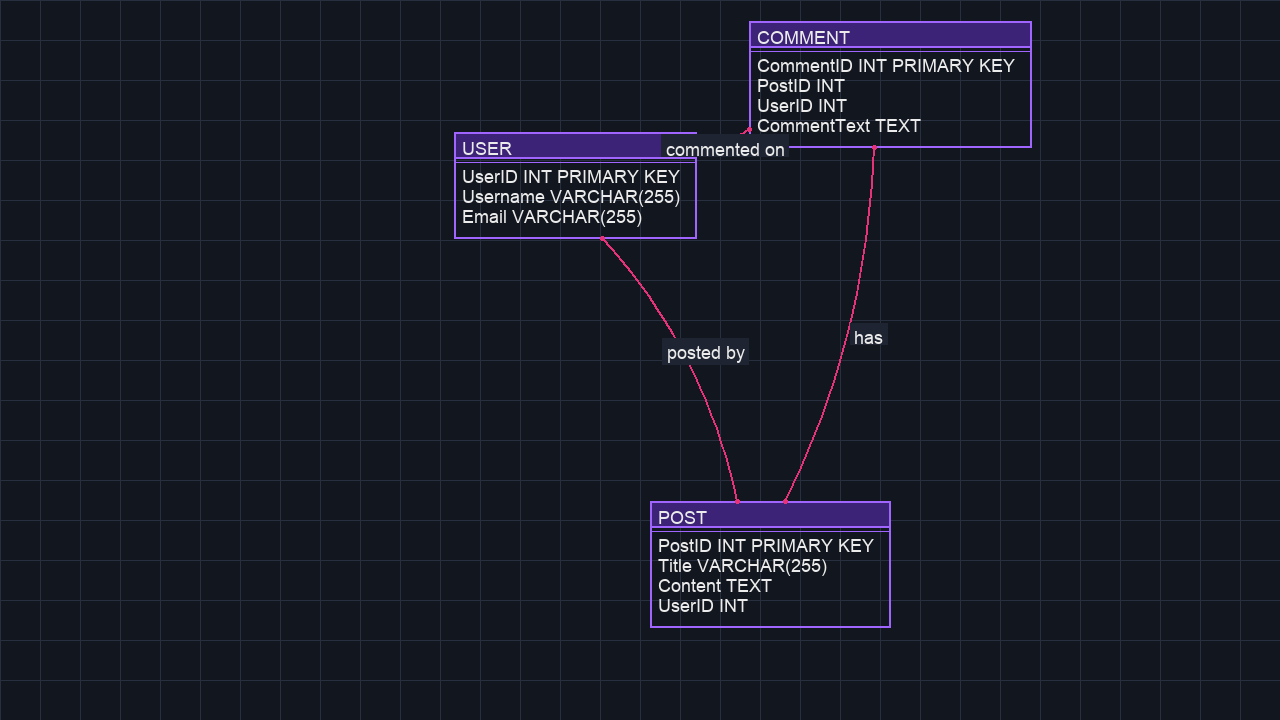 COMMENT
CommentID INT PRIMARY KEY
PostID INT
UserID INT
CommentText TEXT
commented on
USER
UserID INT PRIMARY KEY
Username VARCHAR(255)
Email VARCHAR(255)
has
posted by
POST
PostID INT PRIMARY KEY
Title VARCHAR(255)
Content TEXT
UserID INT